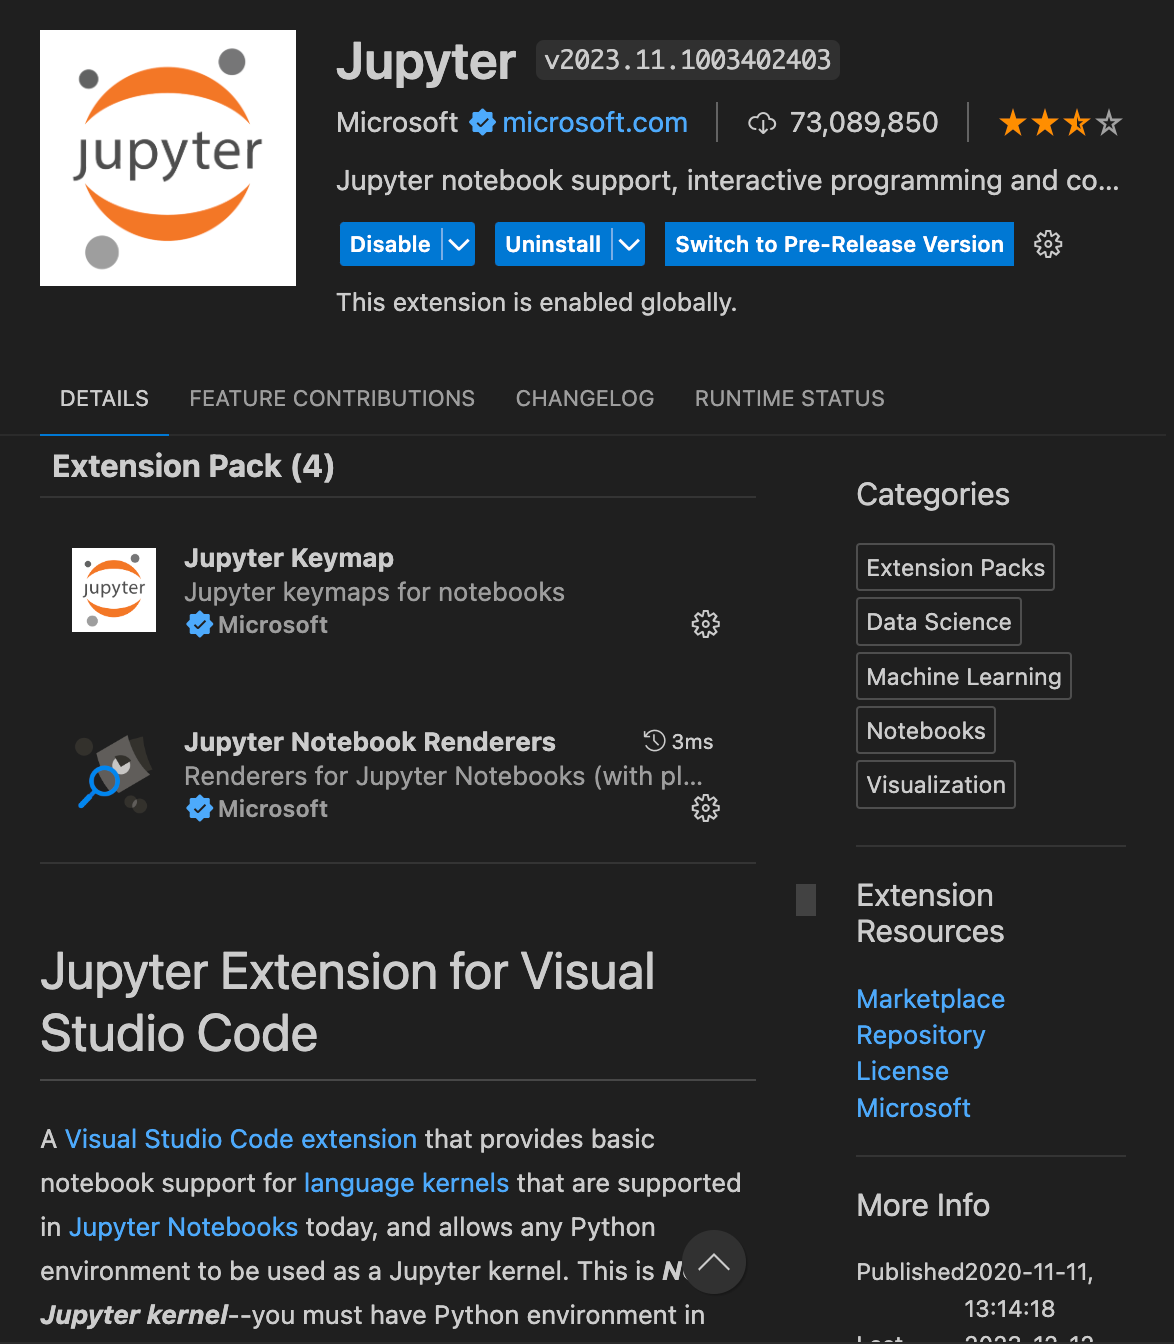 jupyter
Jupyter v2023.11.1003402403
Microsoft microsoft.com 73,089,850
Jupyter notebook support, interactive programming and co...
Disable Uninstall Switch to Pre-Release Version
This extension is enabled globally.
DETAILS FEATURE CONTRIBUTIONS CHANGELOG RUNTIME STATUS
Extension Pack (4)
jupyter
Jupyter Keymap
Jupyter keymaps for notebooks
Microsoft
Jupyter Notebook Renderers 3ms
Renderers for Jupyter Notebooks (with pl...
Microsoft
Jupyter Extension for Visual
Studio Code
A Visual Studio Code extension that provides basic
notebook support for language kernels that are supported
in Jupyter Notebooks today, and allows any Python
environment to be used as a Jupyter kernel. This is
Jupyter kernel--you must have Python environment in
Categories
Extension Packs
Data Science
Machine Learning
Notebooks
Visualization
Extension
Resources
Marketplace
Repository
License
Microsoft
More Info
Published 2020-11-11,
13:14:18